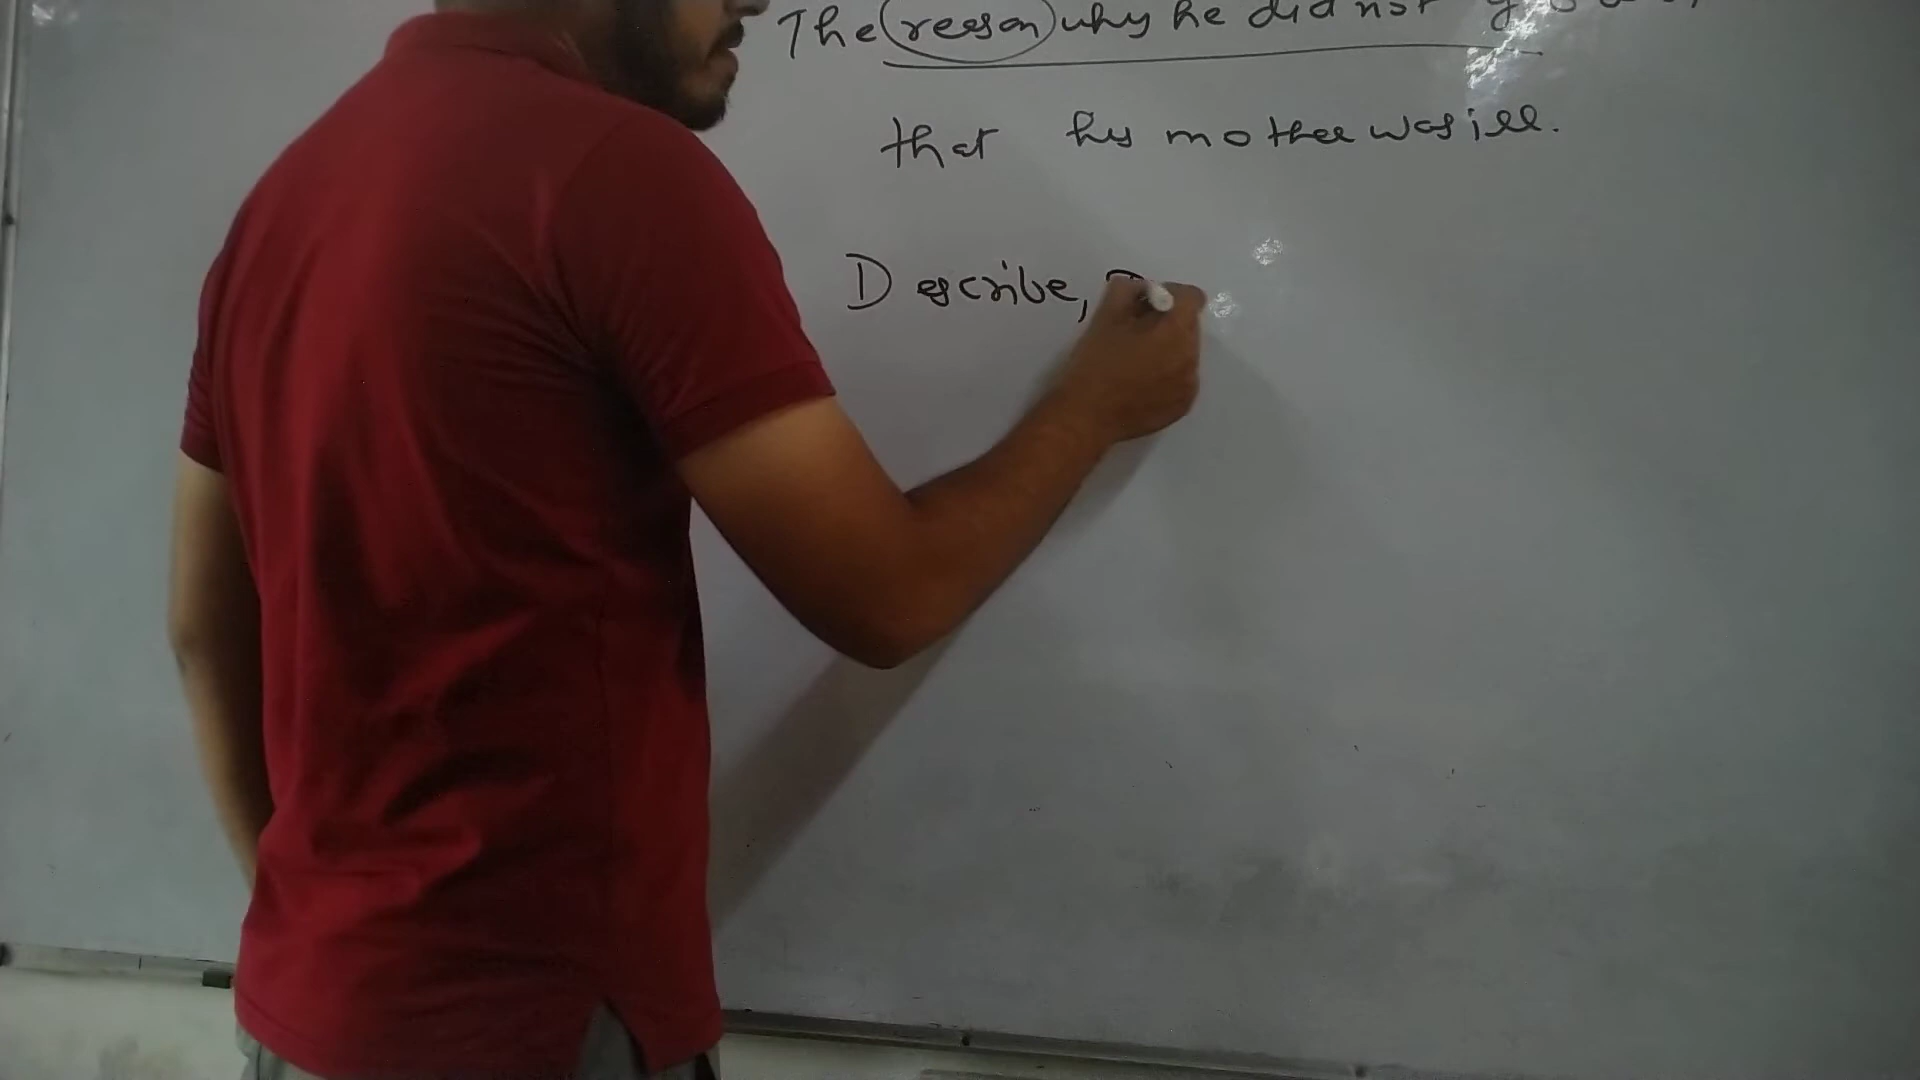 The reason why he did not
that his mother was ill.
Describe,